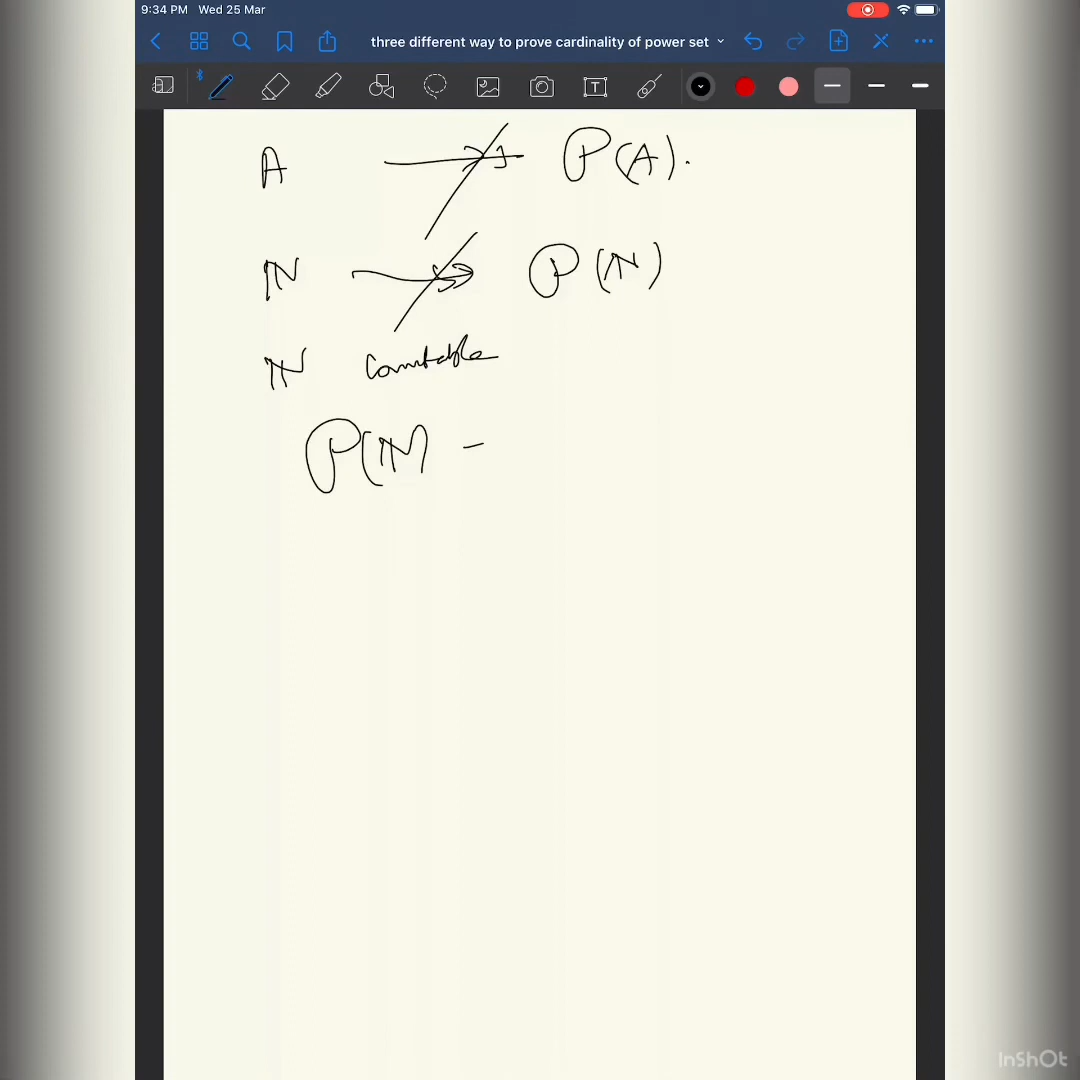 9:34 PM Wed 25 Mar
three different way to prove cardinality of power set
T
A ↠ P(A).
ℕ ↠ P(ℕ)
ℕ Countable
P(ℕ) -
InShOt